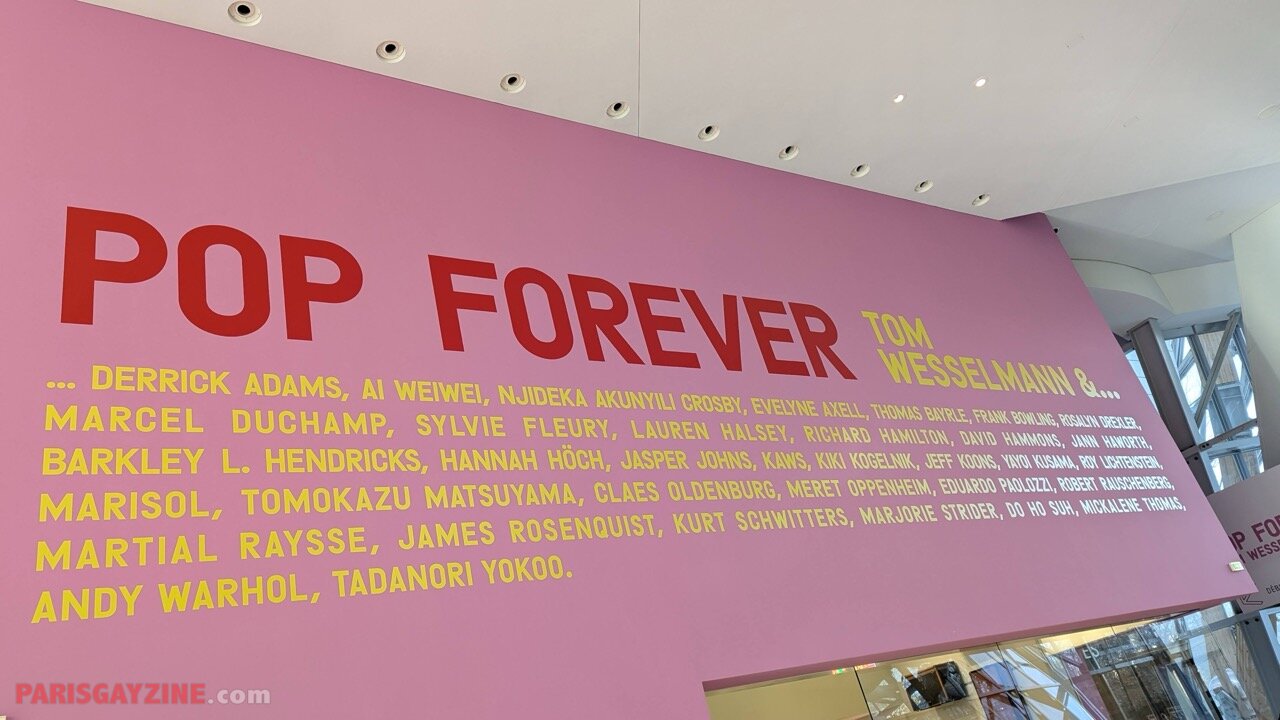 POP FOREVER
TOM
WESSELMANN &...
... DERRICK ADAMS, AI WEIWEI, NJIDEKA AKUNYILI CROSBY, EVELYNE AXELL, THOMAS BAYRLE, FRANK BOWLING, ROSALYN DREXLER,
MARCEL DUCHAMP, SYLVIE FLEURY, LAUREN HALSEY, RICHARD HAMILTON, DAVID HAMMONS, JANN HAWORTH,
BARKLEY L. HENDRICKS, HANNAH HÖCH, JASPER JOHNS, KAWS, KIKI KOGELNIK, JEFF KOONS, YAYOI KUSAMA, ROY LICHTENSTEIN,
MARISOL, TOMOKAZU MATSUYAMA, CLAES OLDENBURG, MERET OPPENHEIM, EDUARDO PAOLOZZI, ROBERT RAUSCHENBERG,
MARTIAL RAYSSE, JAMES ROSENQUIST, KURT SCHWITTERS, MARJORIE STRIDER, DO HO SUH, MICKALENE THOMAS,
ANDY WARHOL, TADANORI YOKOO.
PARISGAYZINE.com